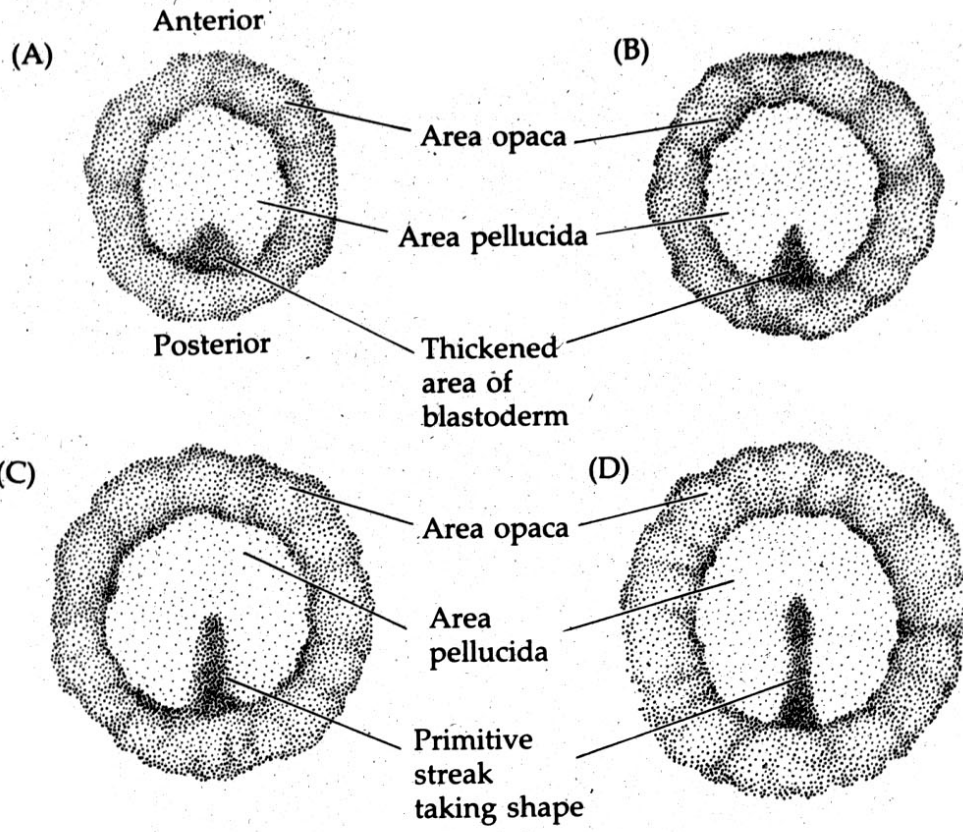 Anterior
(A)
(B)
Area opaca
Area pellucida
Posterior
Thickened
area of
blastoderm
(C)
(D)
Area opaca
Area
pellucida
Primitive
streak
taking shape